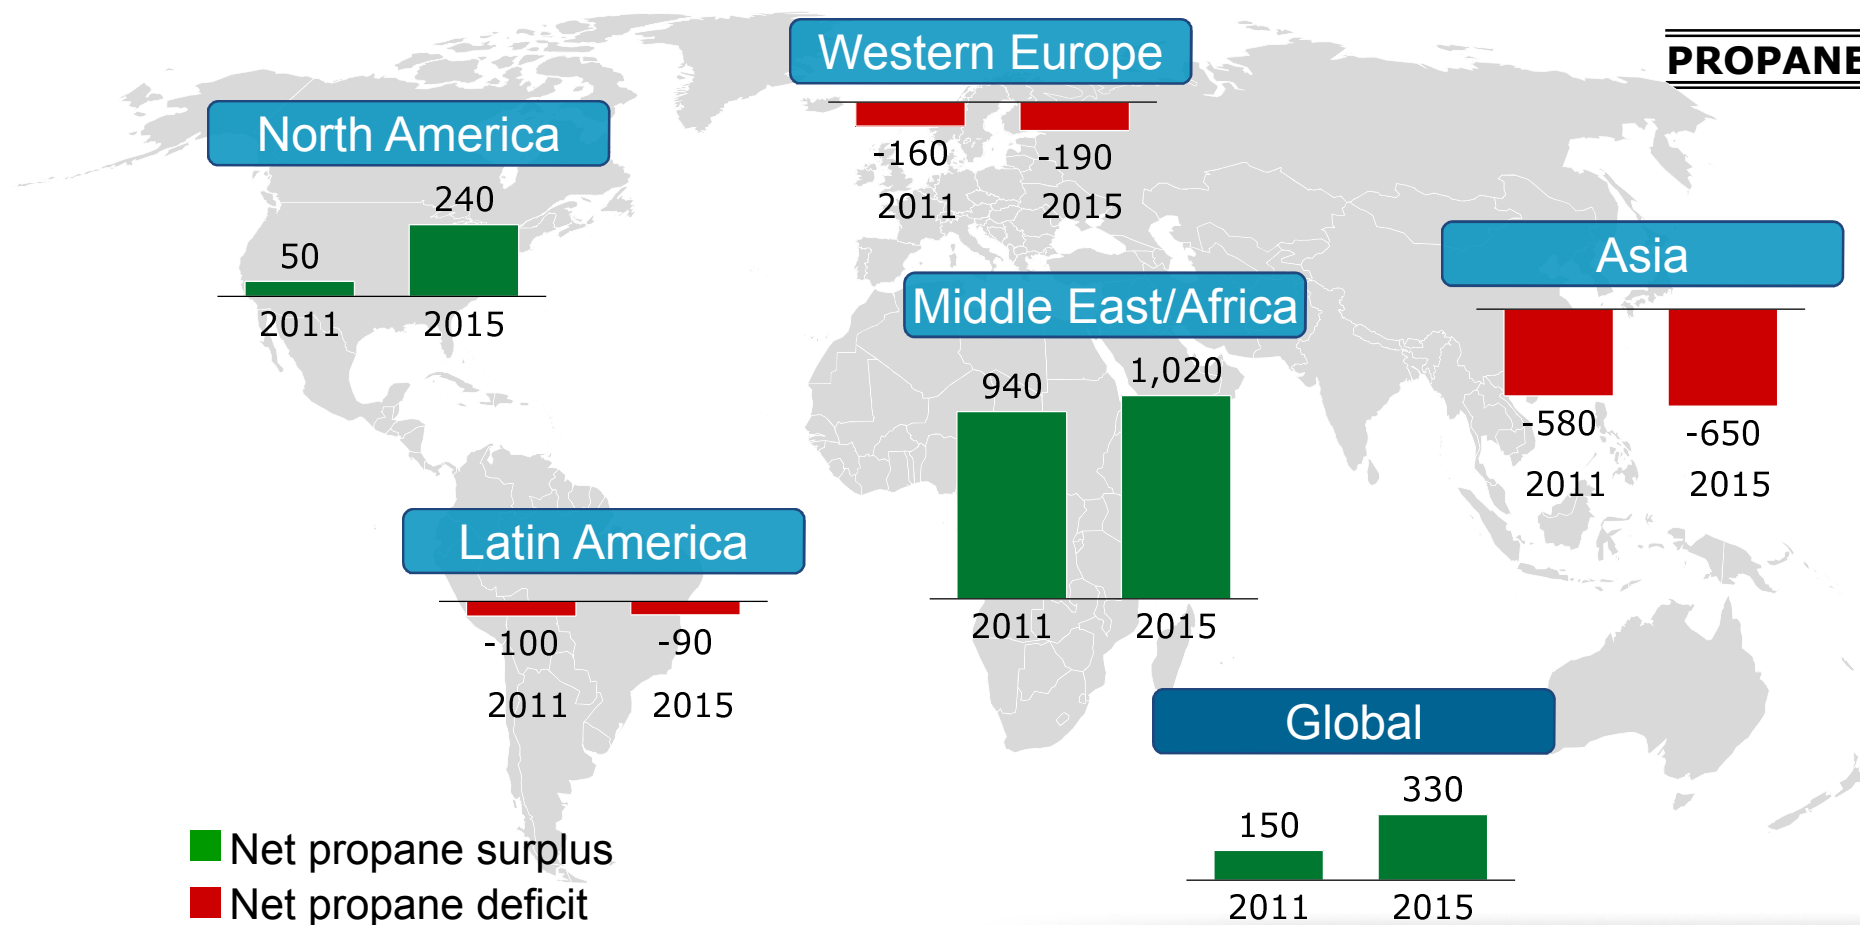 PROPANE
Western Europe
-160 -190
2011 2015
North America
50 240
2011 2015
Asia
-580 -650
2011 2015
Middle East/Africa
940 1,020
2011 2015
Latin America
-100 -90
2011 2015
Global
150 330
2011 2015
Net propane surplus
Net propane deficit